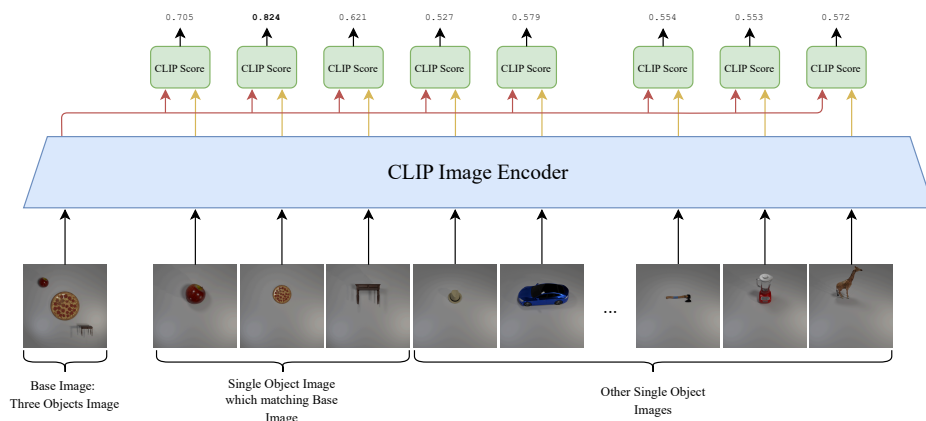 0.705 0.824 0.621 0.527 0.579 0.554 0.553 0.572
CLIP Score CLIP Score CLIP Score CLIP Score CLIP Score CLIP Score CLIP Score CLIP Score
CLIP Image Encoder
...
Base Image:
Three Objects Image
Single Object Image
which matching Base
Image
Other Single Object
Images